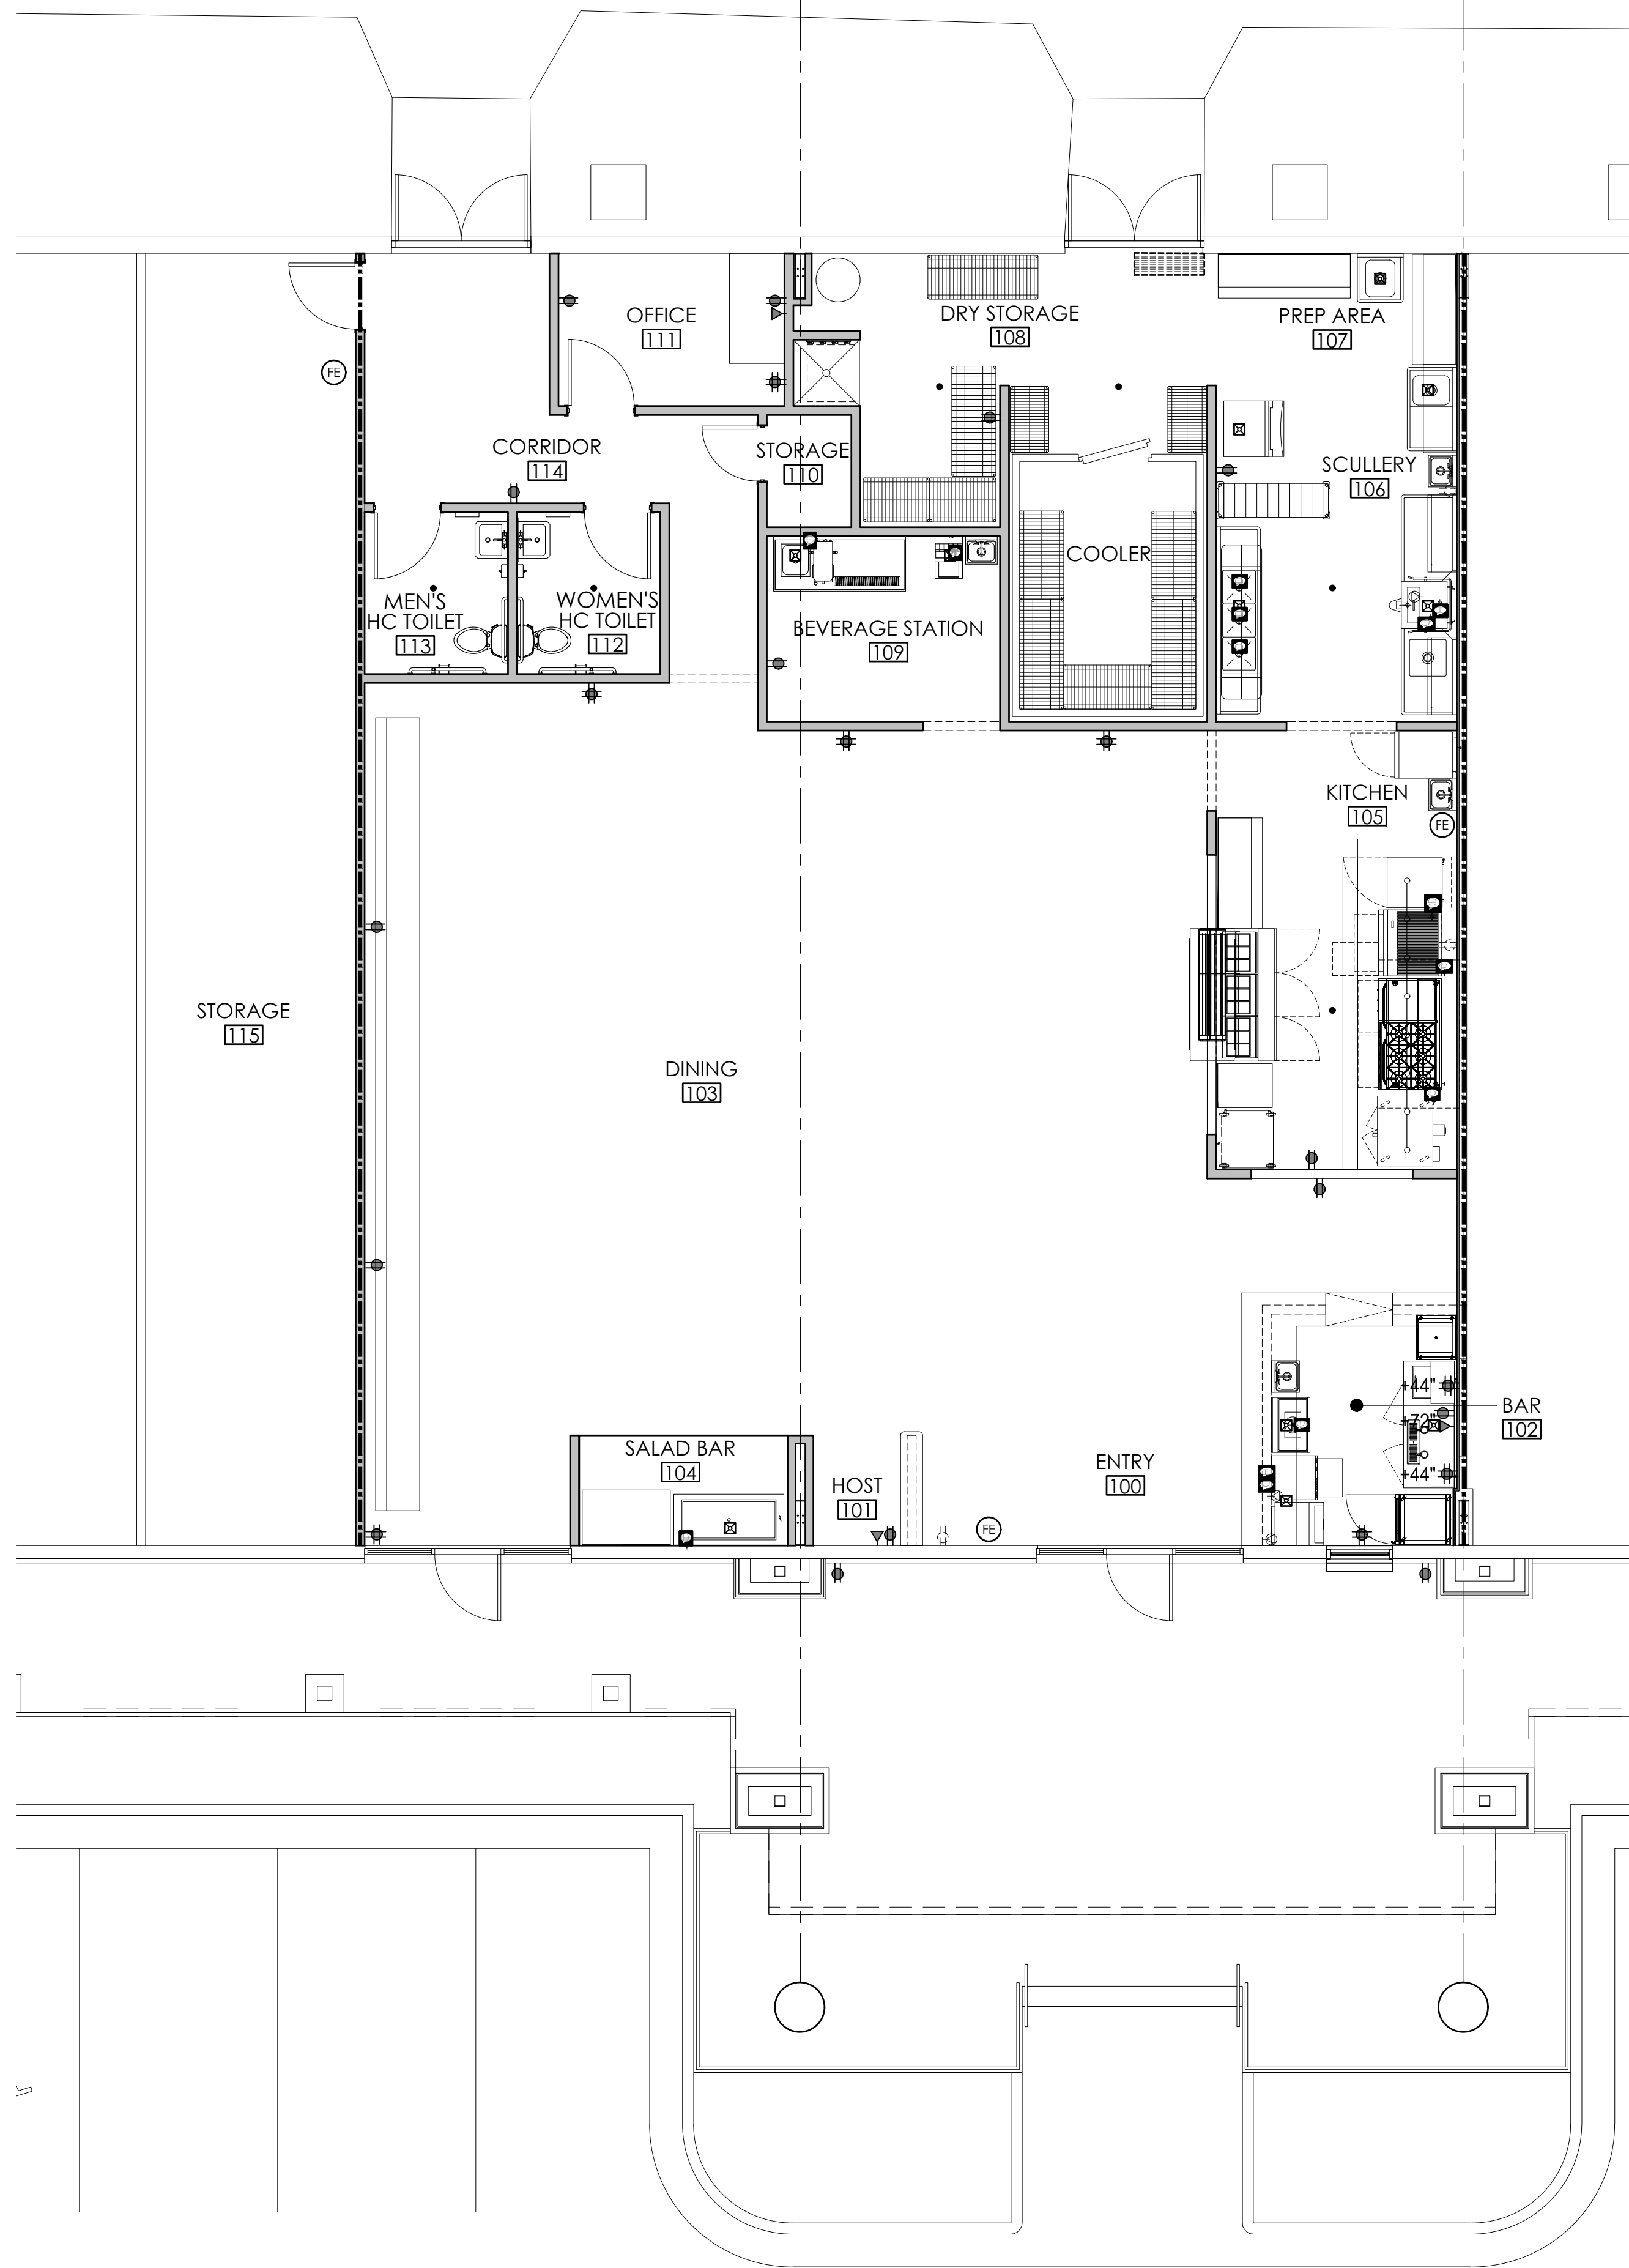 OFFICE
111
DRY STORAGE
108
PREP AREA
107
FE
CORRIDOR
114
STORAGE
110
SCULLERY
106
COOLER
MEN'S
HC TOILET
113
WOMEN'S
HC TOILET
112
BEVERAGE STATION
109
KITCHEN
105
FE
STORAGE
115
DINING
103
+44"
+72"
BAR
102
SALAD BAR
104
ENTRY
100
HOST
101
+44"
FE